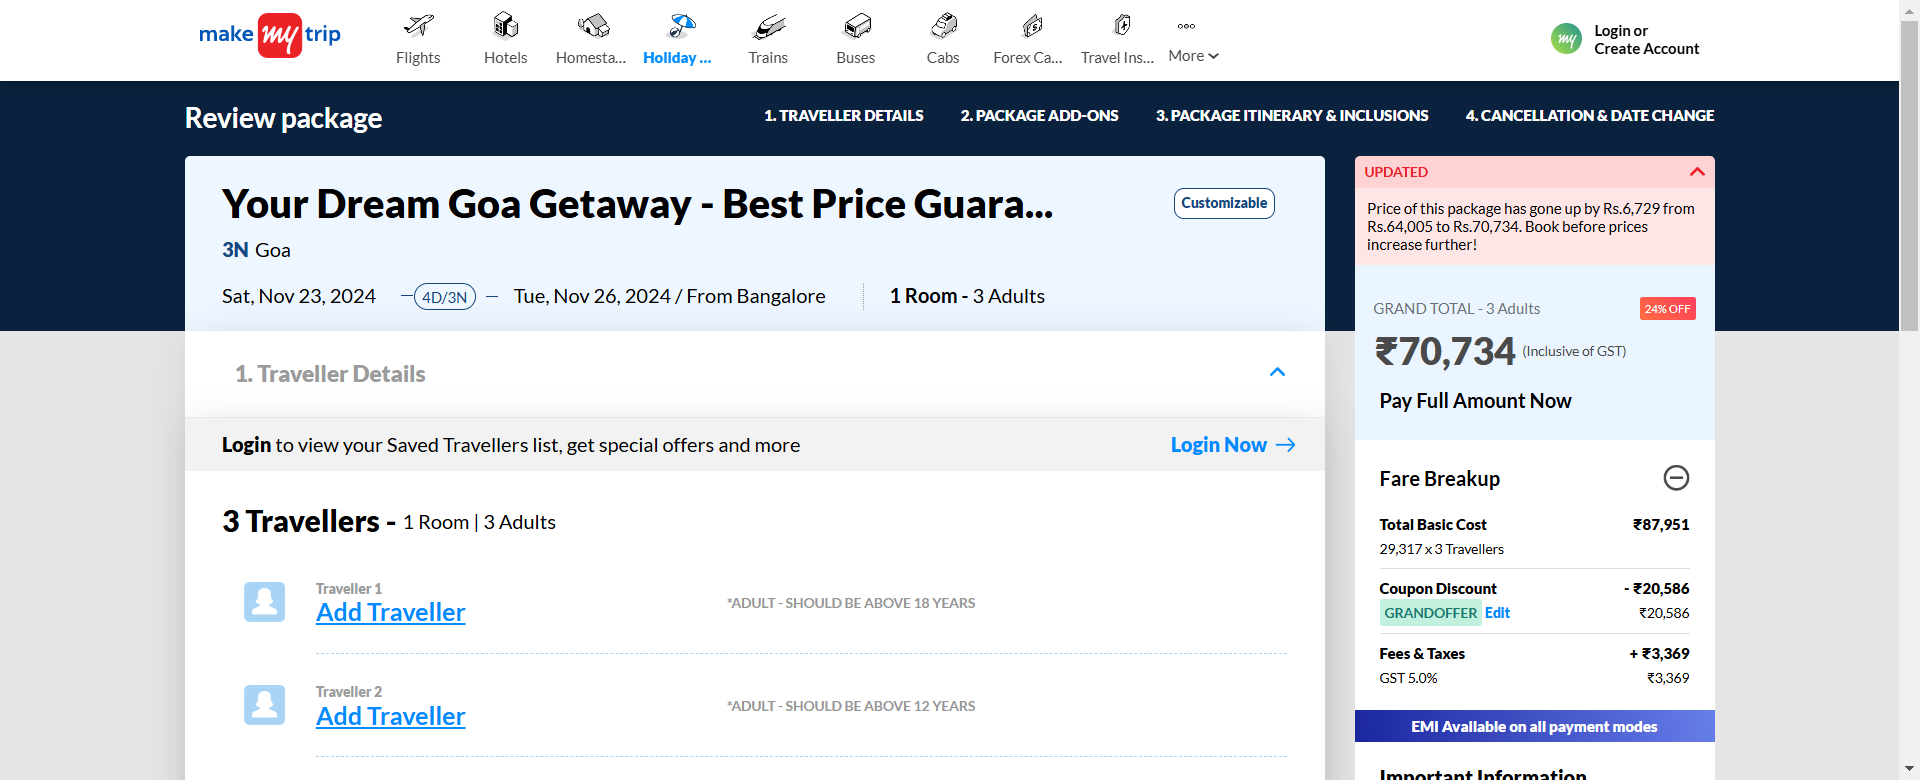 make my trip
Flights
Hotels
Homesta...
Holiday ...
Trains
Buses
Cabs
Forex Ca...
Travel Ins...
More
my
Login or
Create Account
Review package
1. TRAVELLER DETAILS
2. PACKAGE ADD-ONS
3. PACKAGE ITINERARY & INCLUSIONS
4. CANCELLATION & DATE CHANGE
Your Dream Goa Getaway - Best Price Guara...
Customizable
3N Goa
Sat, Nov 23, 2024
4D/3N
Tue, Nov 26, 2024 / From Bangalore
1 Room - 3 Adults
1. Traveller Details
Login to view your Saved Travellers list, get special offers and more
Login Now
3 Travellers - 1 Room | 3 Adults
Traveller 1
Add Traveller
*ADULT - SHOULD BE ABOVE 18 YEARS
Traveller 2
Add Traveller
*ADULT - SHOULD BE ABOVE 12 YEARS
UPDATED
Price of this package has gone up by Rs.6,729 from
Rs.64,005 to Rs.70,734. Book before prices
increase further!
GRAND TOTAL - 3 Adults
24% OFF
₹70,734 (Inclusive of GST)
Pay Full Amount Now
Fare Breakup
Total Basic Cost ₹87,951
29,317 x 3 Travellers
Coupon Discount - ₹20,586
GRANDOFFER Edit ₹20,586
Fees & Taxes + ₹3,369
GST 5.0% ₹3,369
EMI Available on all payment modes
Important Information